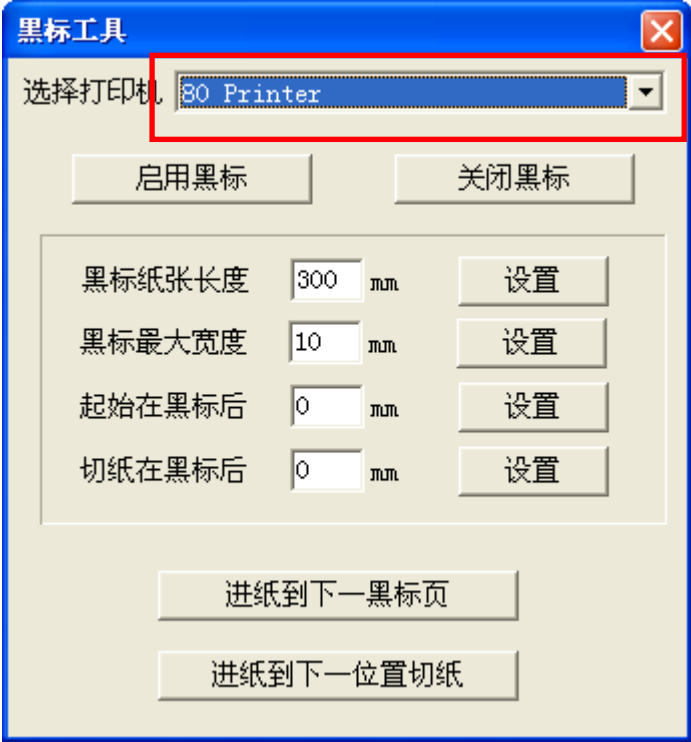 黑标工具
选择打印机 80 Printer
启用黑标 关闭黑标
黑标纸张长度 300 mm 设置
黑标最大宽度 10 mm 设置
起始在黑标后 0 mm 设置
切纸在黑标后 0 mm 设置
进纸到下一黑标页
进纸到下一位置切纸